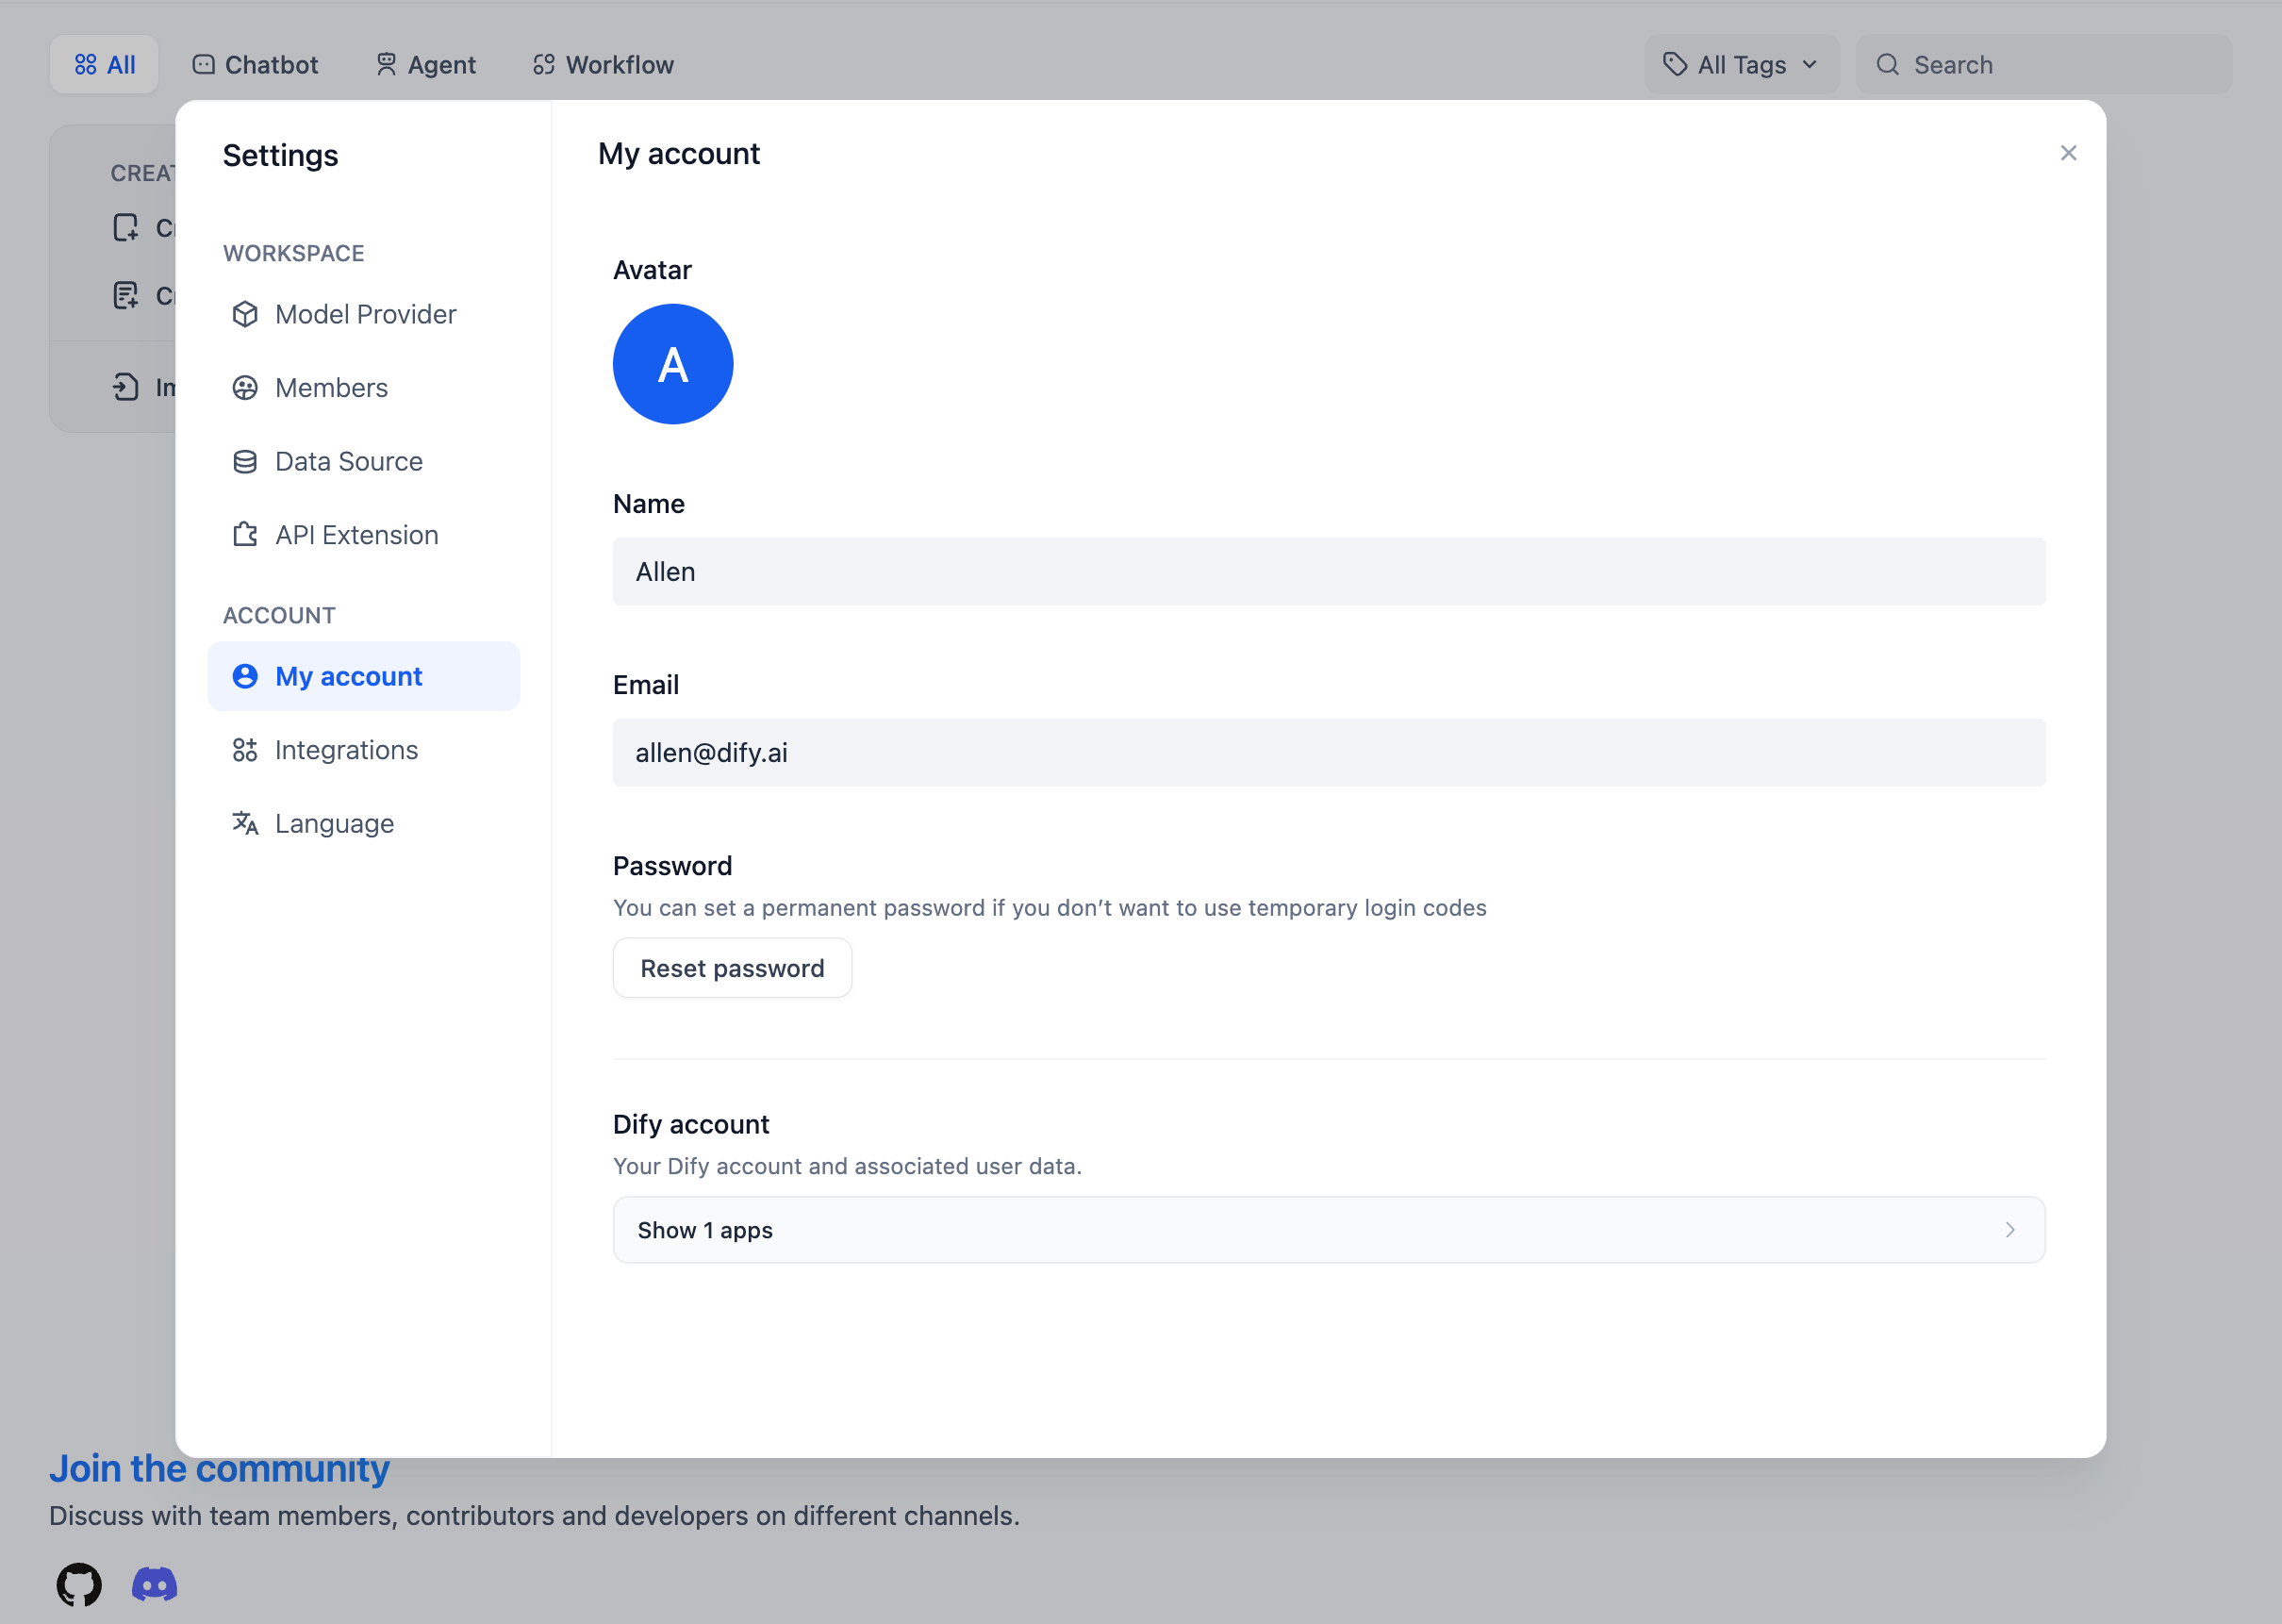 All
Chatbot
Agent
Workflow
All Tags
Search
CREAT
Settings
My account
WORKSPACE
Model Provider
Members
Data Source
API Extension
ACCOUNT
My account
Integrations
Language
Avatar
A
Name
Allen
Email
allen@dify.ai
Password
You can set a permanent password if you don’t want to use temporary login codes
Reset password
Dify account
Your Dify account and associated user data.
Show 1 apps
Join the community
Discuss with team members, contributors and developers on different channels.